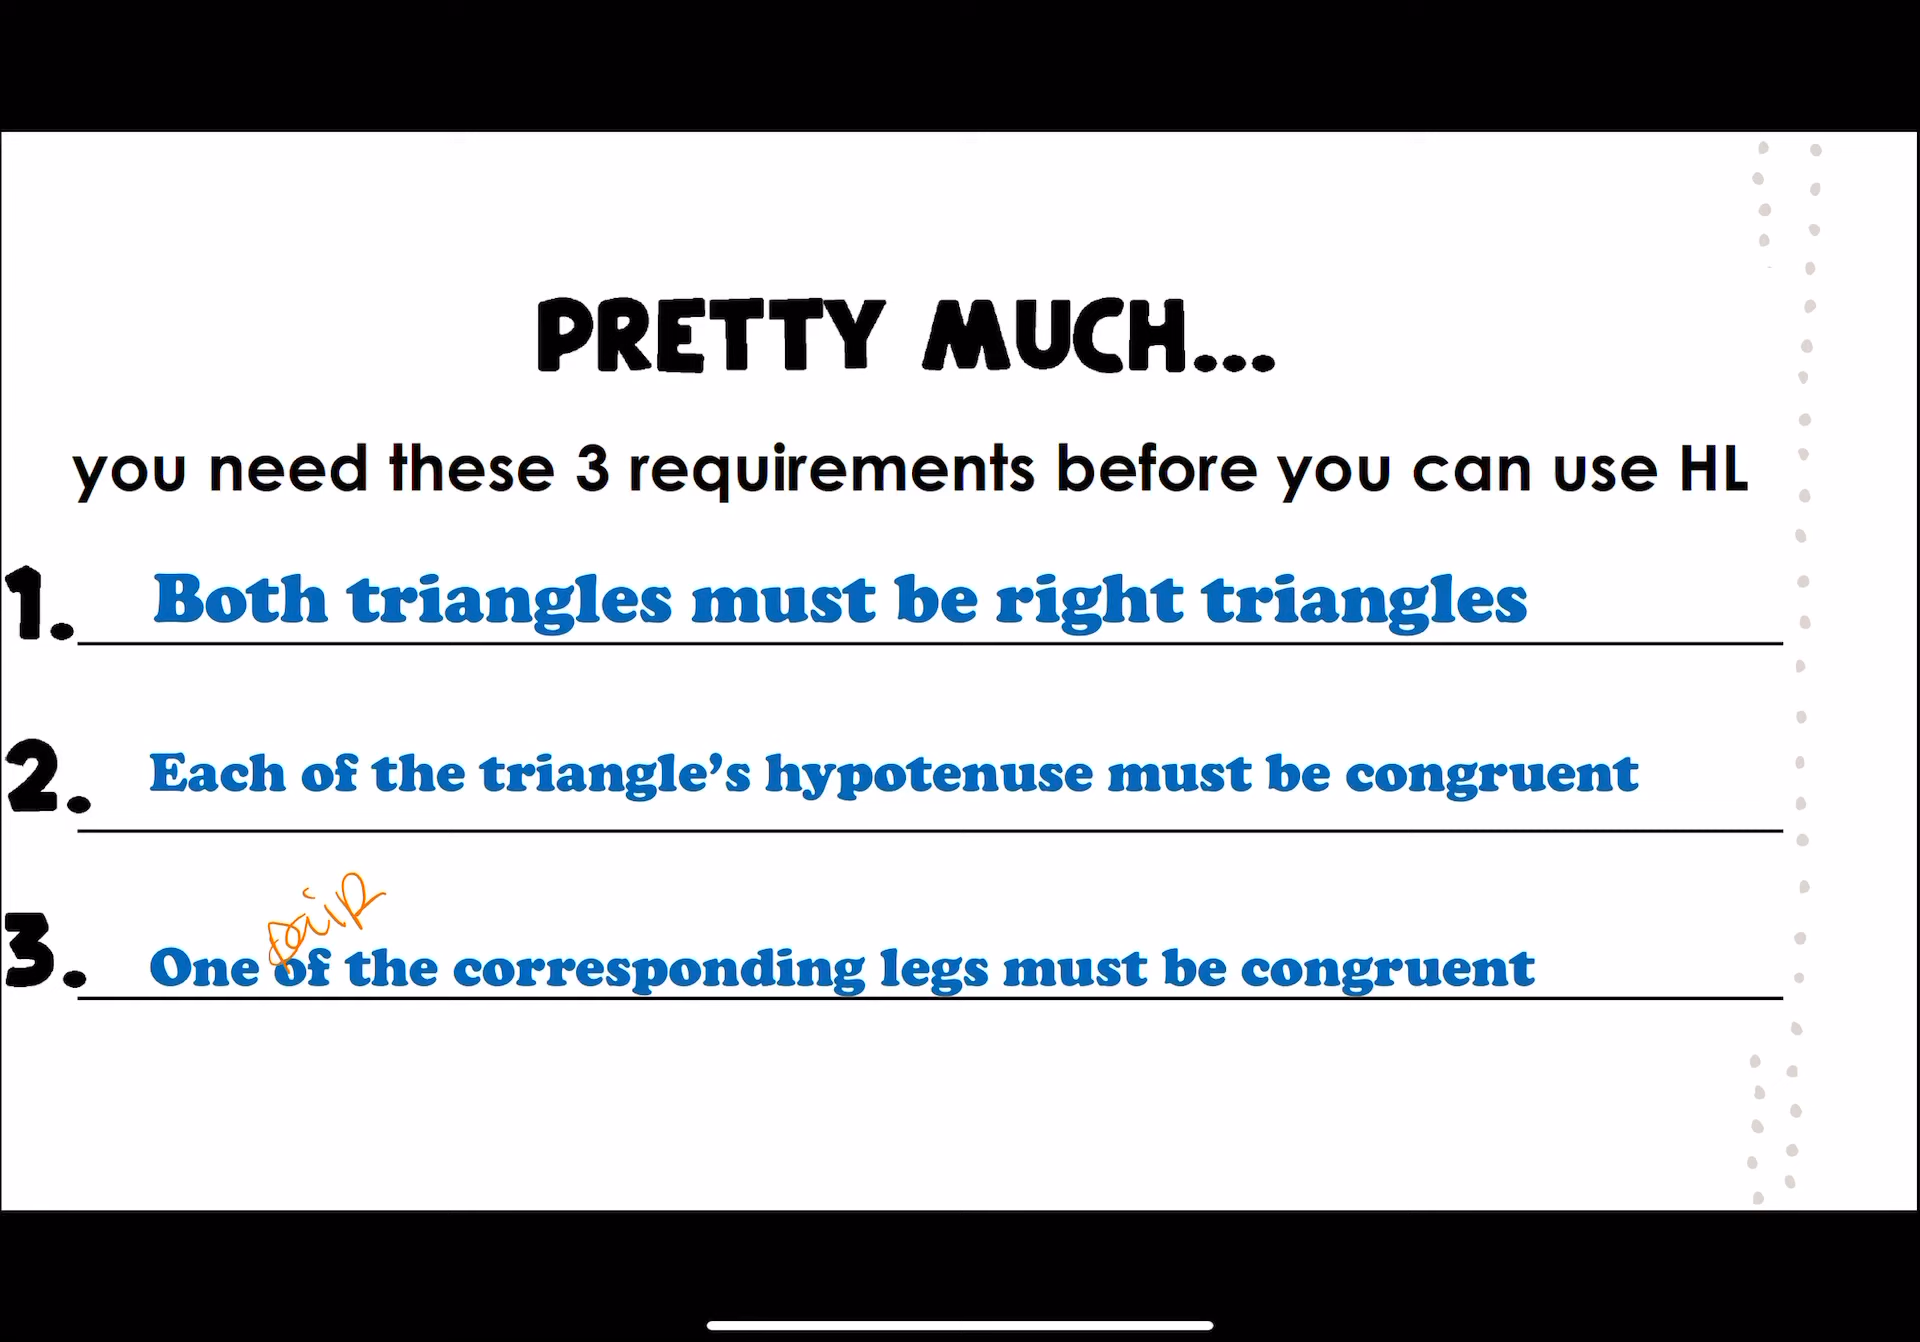 PRETTY MUCH...
you need these 3 requirements before you can use HL
1. Both triangles must be right triangles
2. Each of the triangle's hypotenuse must be congruent
pair
3. One of the corresponding legs must be congruent